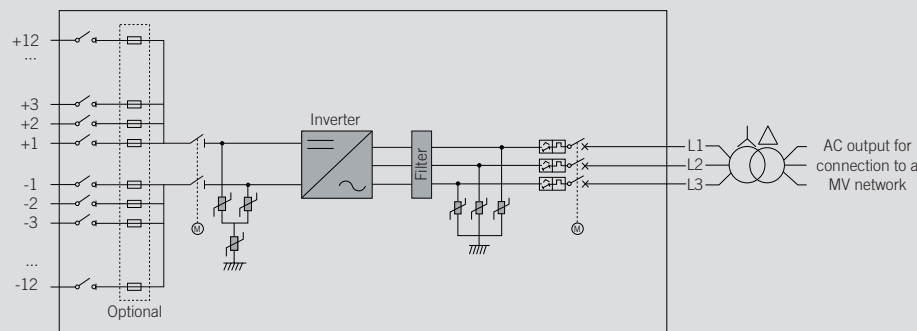 +12
...
+3
+2
+1
-1
-2
-3
...
-12
Optional
M
Inverter
Filter
M
L1
L2
L3
AC output for
connection to a
MV network